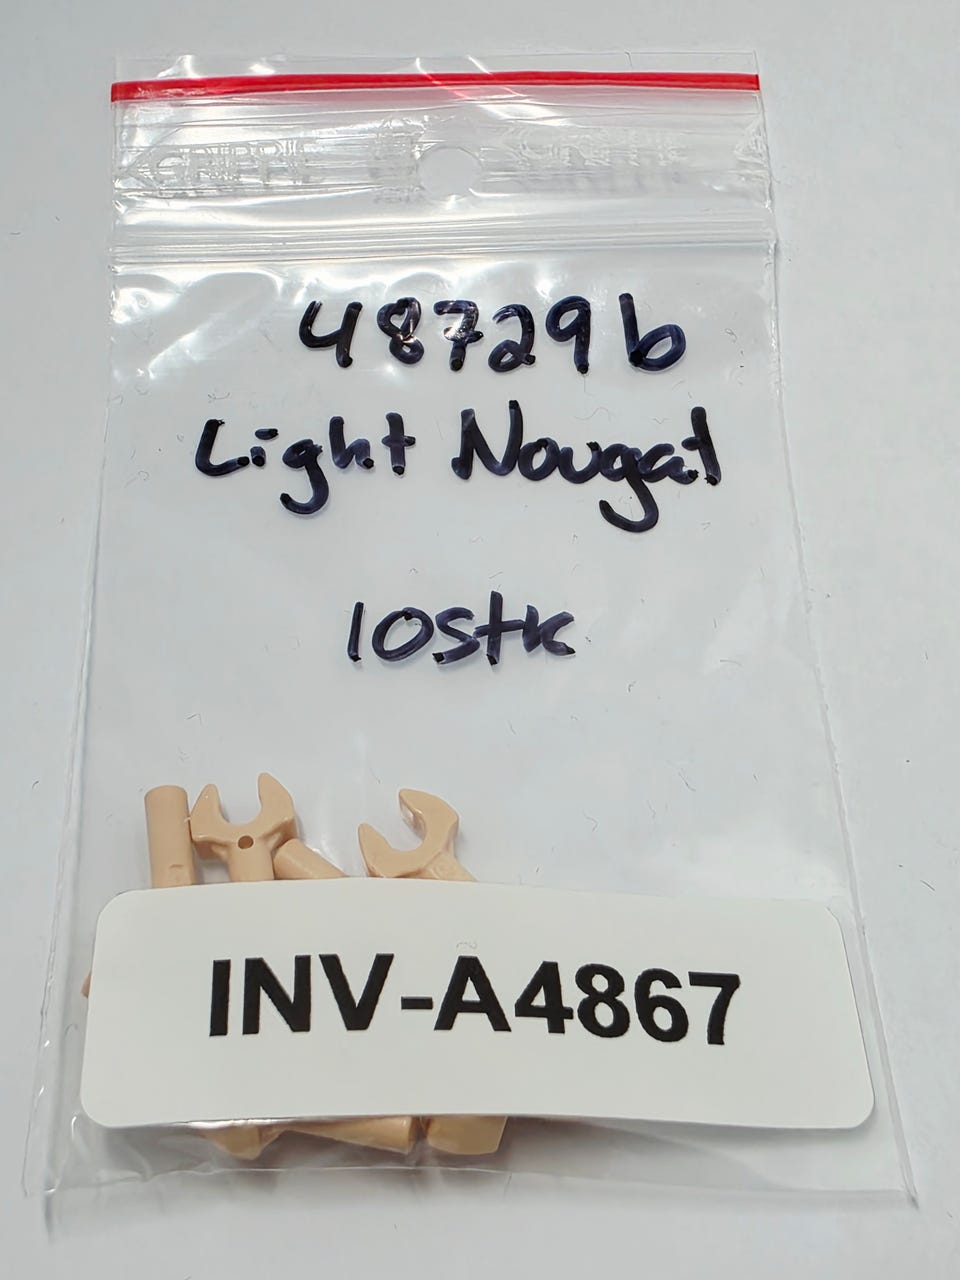 48729b
Light Nougat
10Stk
INV-A4867